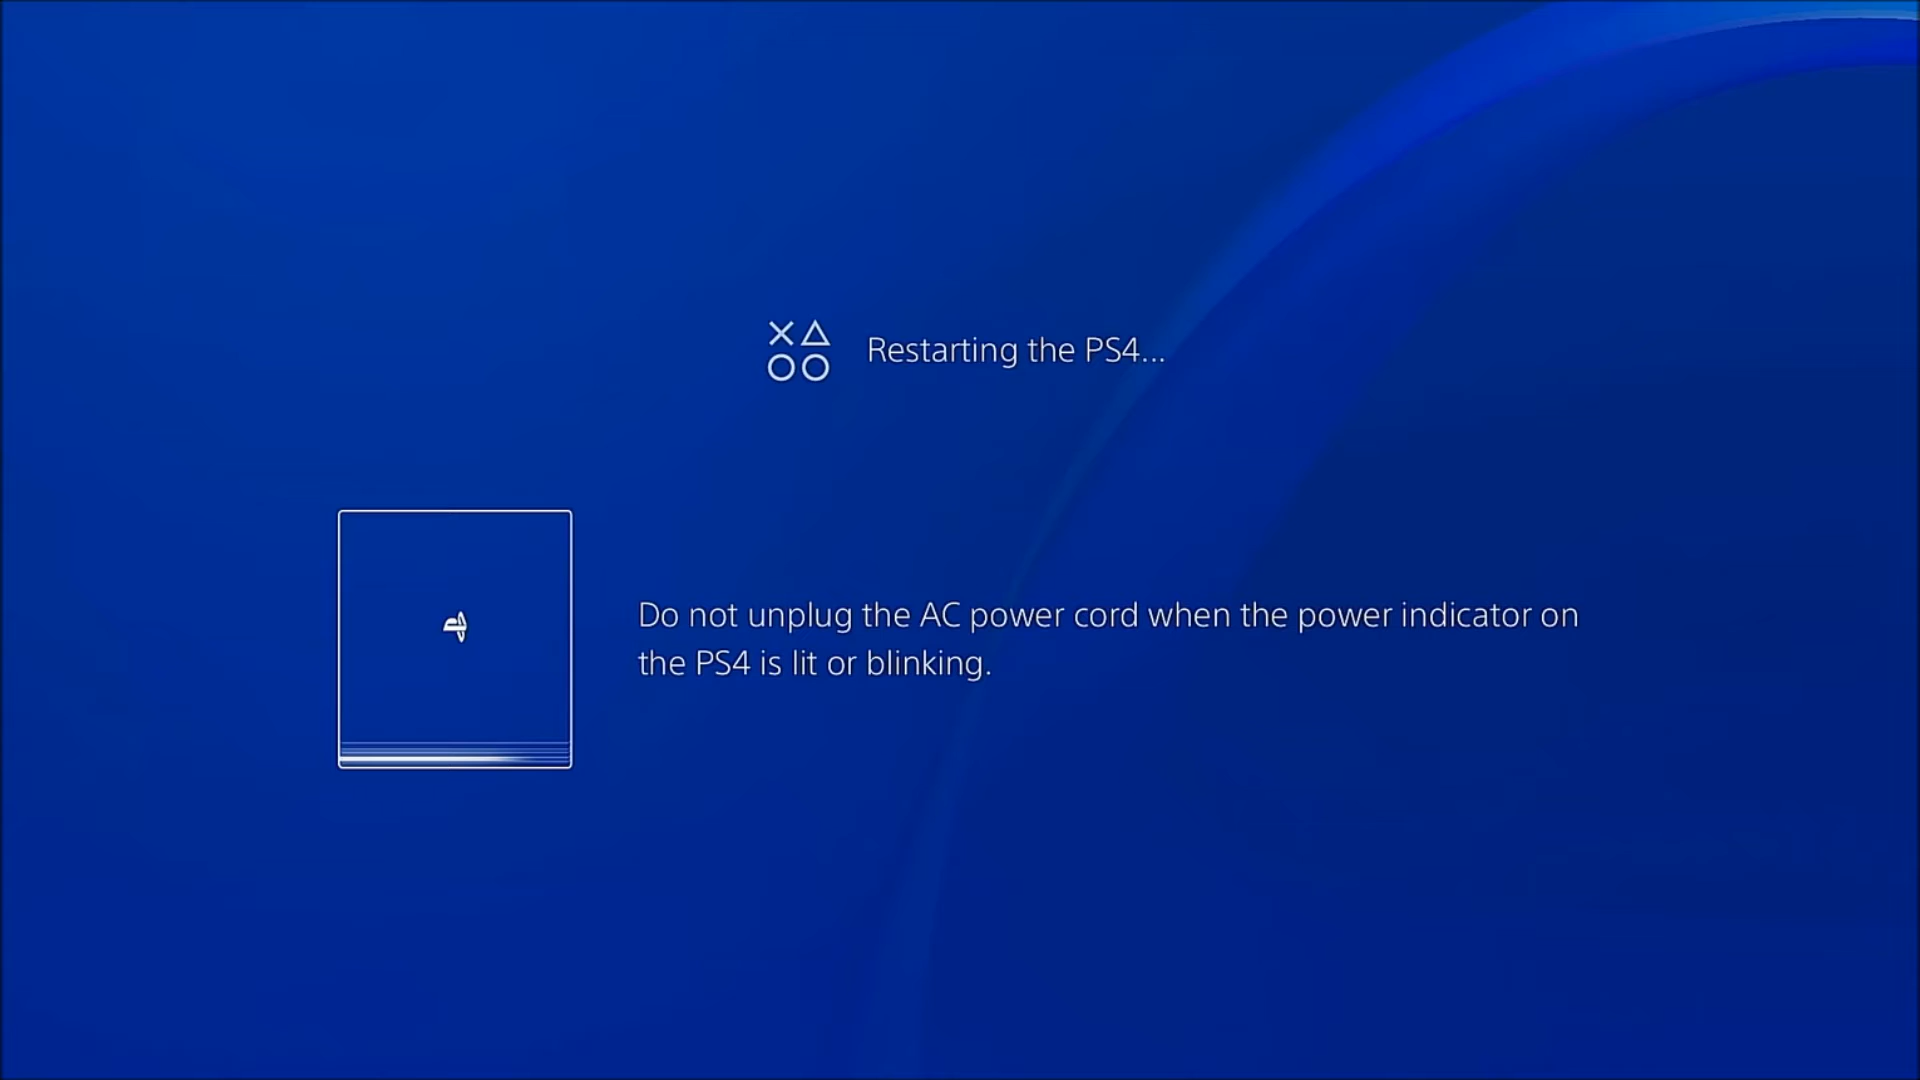 Restarting the PS4...
Do not unplug the AC power cord when the power indicator on
the PS4 is lit or blinking.